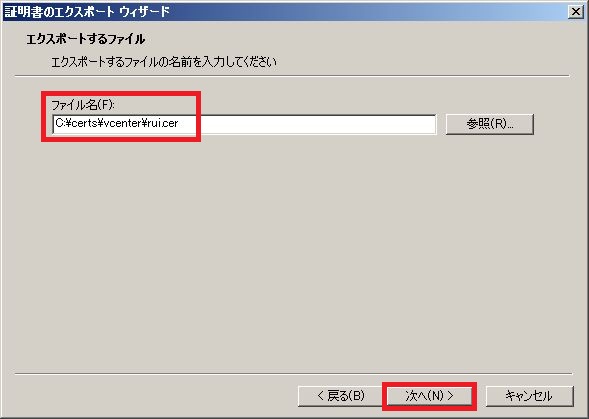 証明書のエクスポート ウィザード
エクスポートするファイル
エクスポートするファイルの名前を入力してください
ファイル名(F):
C:¥certs¥vcenter¥rui.cer
参照(R)...
< 戻る(B)
次へ(N) >
キャンセル